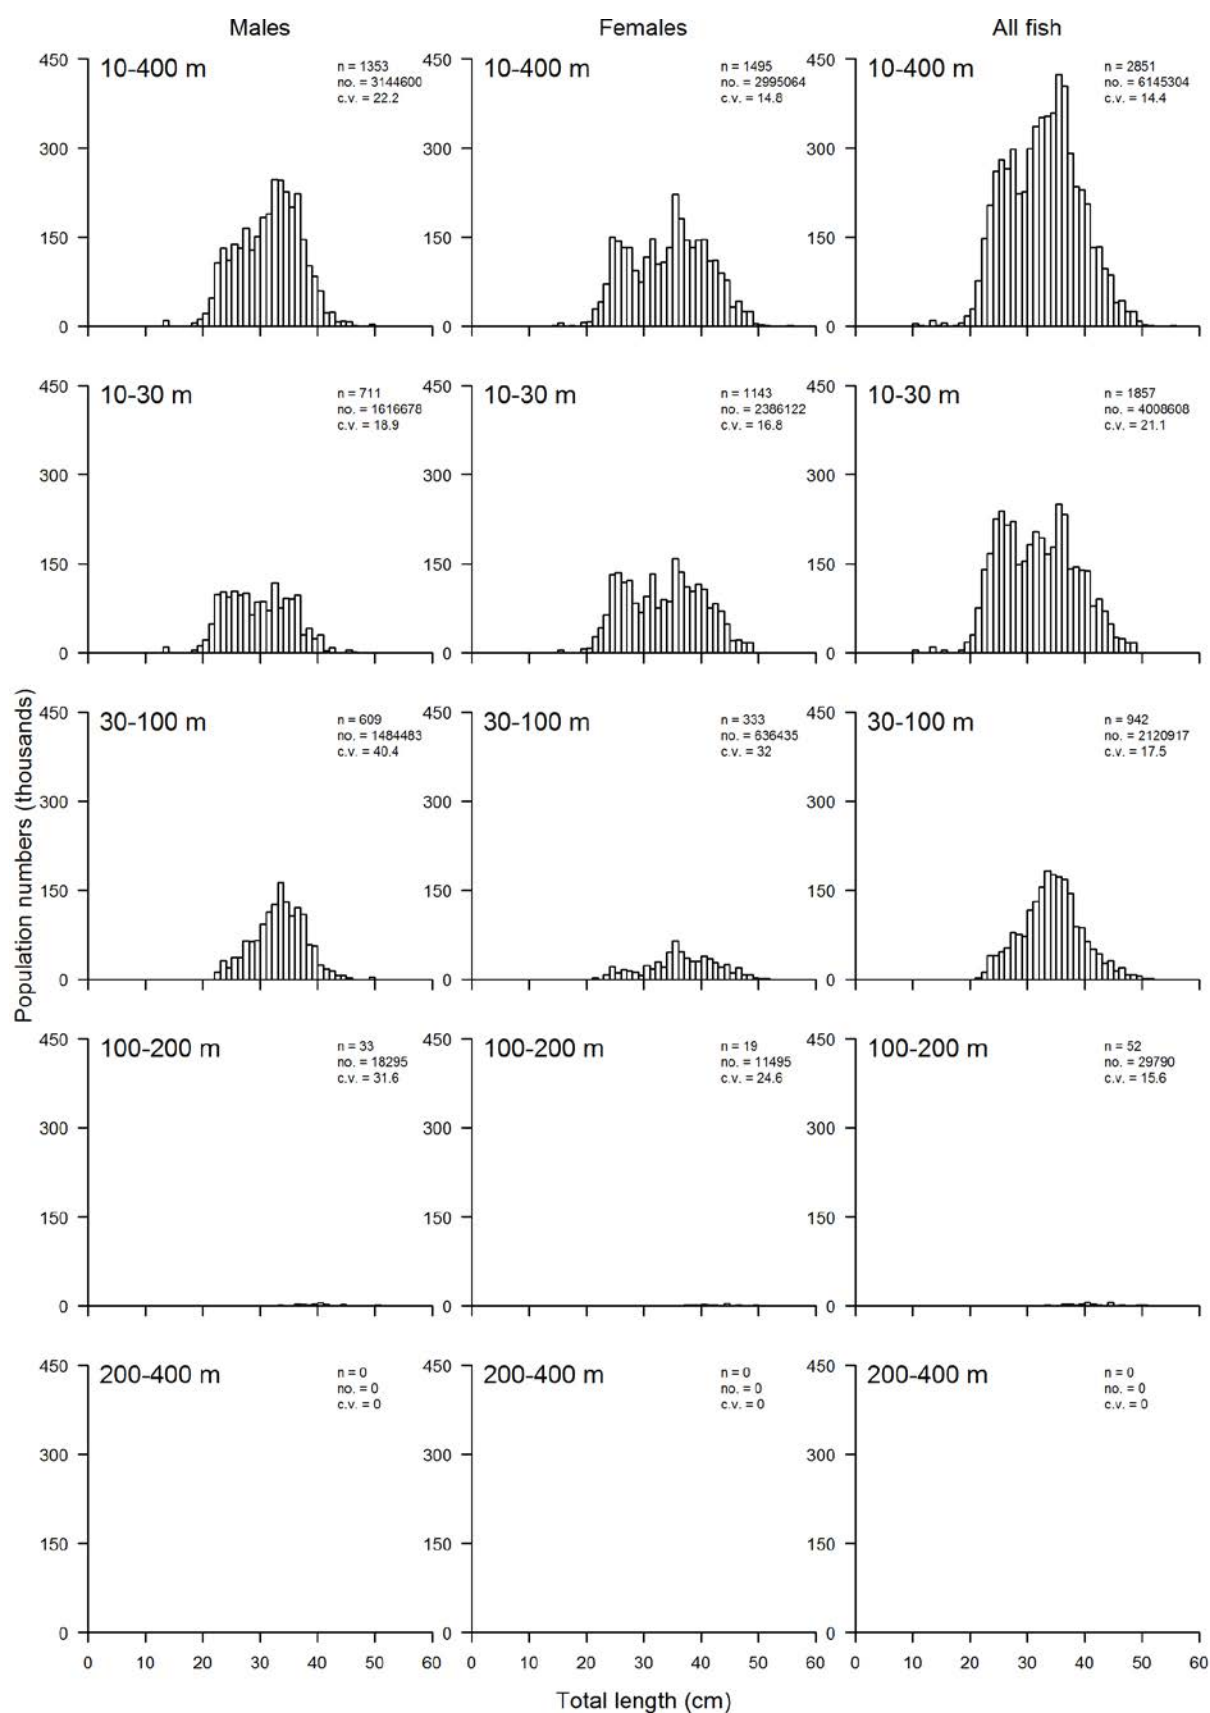 Males Females All fish
450 10-400 m n = 1353 450 10-400 m n = 1495 450 10-400 m n = 2851
no. = 3144600 no. = 2995064 no. = 6145304
c.v. = 22.2 c.v. = 14.8 c.v. = 14.4
300 300 300
150 150 150
0 0 0
450 10-30 m n = 711 450 10-30 m n = 1143 450 10-30 m n = 1857
no. = 1616678 no. = 2386122 no. = 4008608
c.v. = 18.9 c.v. = 16.8 c.v. = 21.1
300 300 300
150 150 150
0 0 0
Population numbers (thousands)
450 30-100 m n = 609 450 30-100 m n = 333 450 30-100 m n = 942
no. = 1484483 no. = 636435 no. = 2120917
c.v. = 40.4 c.v. = 32 c.v. = 17.5
300 300 300
150 150 150
0 0 0
450 100-200 m n = 33 450 100-200 m n = 19 450 100-200 m n = 52
no. = 18295 no. = 11495 no. = 29790
c.v. = 31.6 c.v. = 24.6 c.v. = 15.6
300 300 300
150 150 150
0 0 0
450 200-400 m n = 0 450 200-400 m n = 0 450 200-400 m n = 0
no. = 0 no. = 0 no. = 0
c.v. = 0 c.v. = 0 c.v. = 0
300 300 300
150 150 150
0 0 0
0 10 20 30 40 50 60 0 10 20 30 40 50 60 0 10 20 30 40 50 60
Total length (cm)